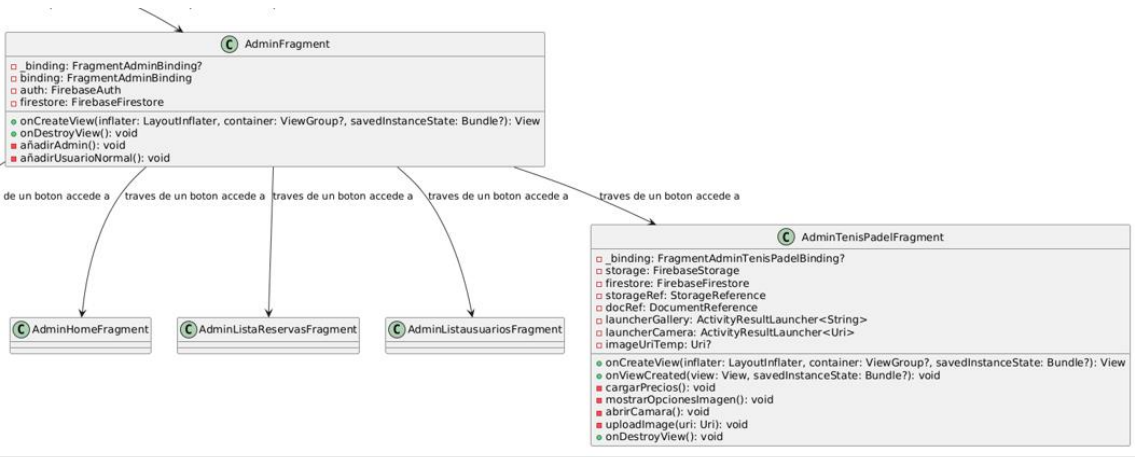 C AdminFragment
_binding: FragmentAdminBinding?
binding: FragmentAdminBinding
auth: FirebaseAuth
firestore: FirebaseFirestore
onCreateView(inflater: LayoutInflater, container: ViewGroup?, savedInstanceState: Bundle?): View
onDestroyView(): void
añadirAdmin(): void
añadirUsuarioNormal(): void
de un boton accede a
traves de un boton accede a
traves de un boton accede a
traves de un boton accede a
traves de un boton accede a
C AdminHomeFragment
C AdminListaReservasFragment
C AdminListausuariosFragment
C AdminTenisPadelFragment
_binding: FragmentAdminTenisPadelBinding?
storage: FirebaseStorage
firestore: FirebaseFirestore
storageRef: StorageReference
docRef: DocumentReference
launcherGallery: ActivityResultLauncher<String>
launcherCamera: ActivityResultLauncher<Uri>
imageUriTemp: Uri?
onCreateView(inflater: LayoutInflater, container: ViewGroup?, savedInstanceState: Bundle?): View
onViewCreated(view: View, savedInstanceState: Bundle?): void
cargarPrecios(): void
mostrarOpcionesImagen(): void
abrirCamara(): void
uploadImage(uri: Uri): void
onDestroyView(): void